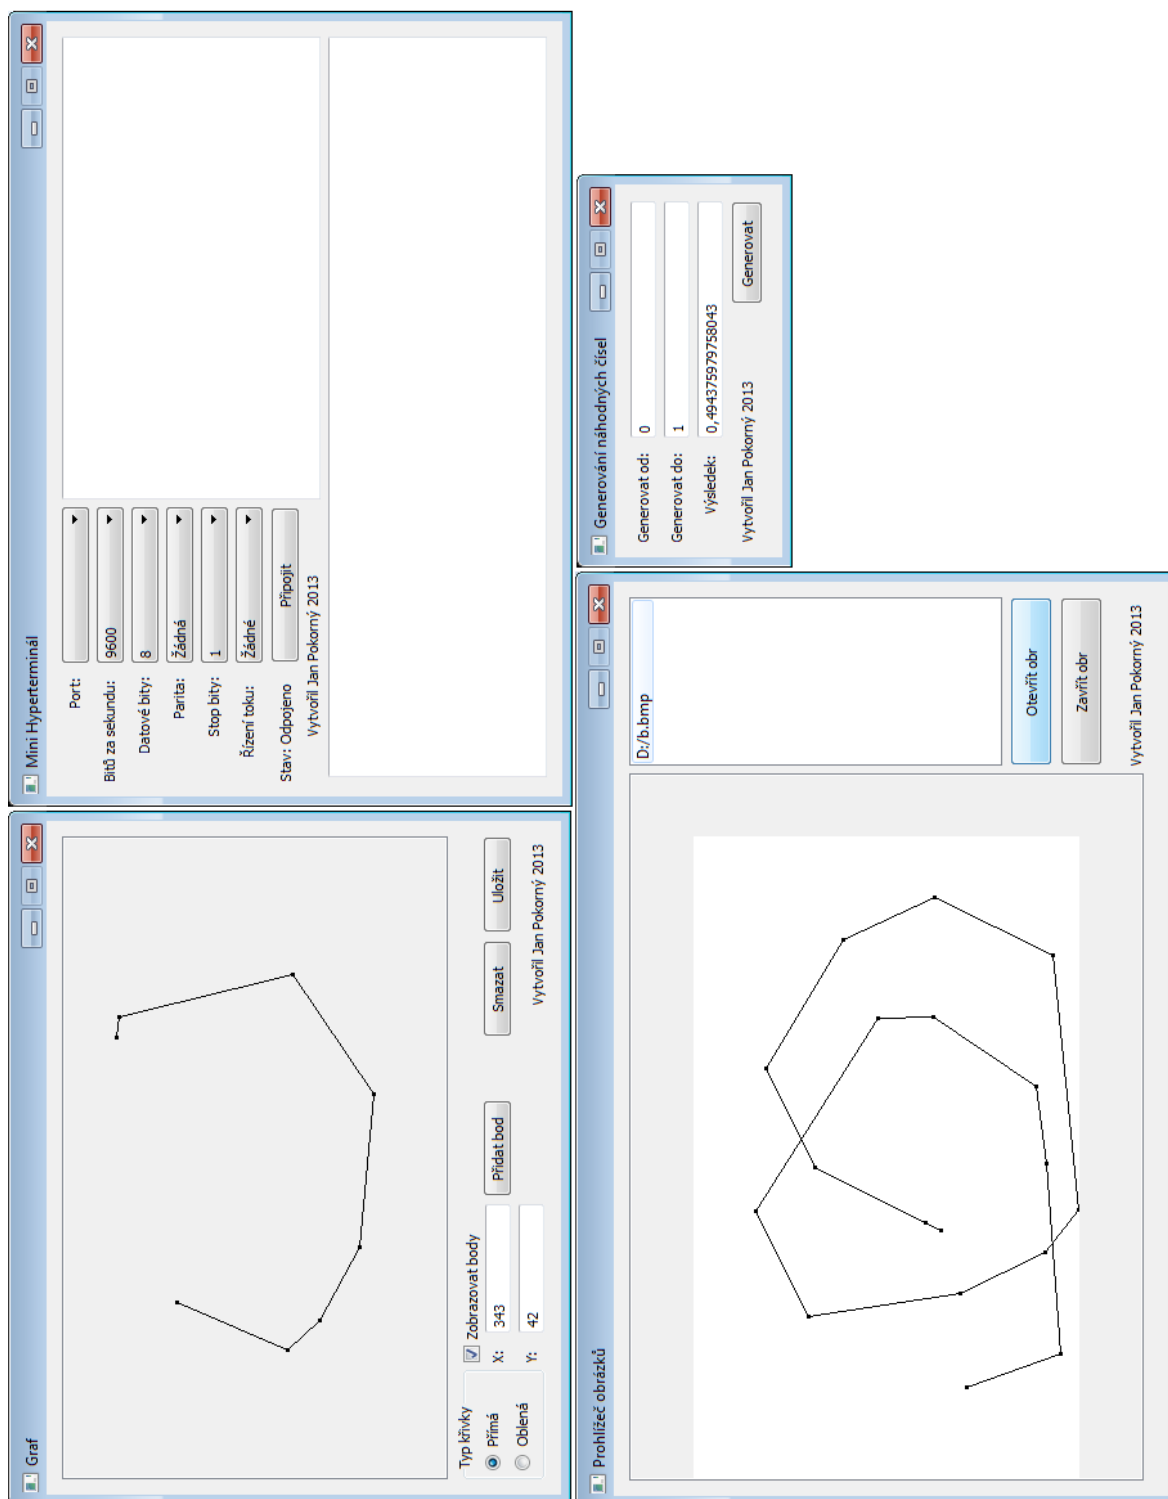 Graf
Typ křivky
Přímá
Oblená
Zobrazovat body
X: 343
Y: 42
Přidat bod
Smazat
Uložit
Vytvořil Jan Pokorný 2013
Mini Hyperterminál
Port:
Bitů za sekundu: 9600
Datové bity: 8
Parita: Žádná
Stop bity: 1
Řízení toku: Žádné
Stav: Odpojeno Připojit
Vytvořil Jan Pokorný 2013
Prohlížeč obrázků
D:/b.bmp
Otevřít obr
Zavřít obr
Vytvořil Jan Pokorný 2013
Generování náhodných čísel
Generovat od: 0
Generovat do: 1
Výsledek: 0,494375979758043
Vytvořil Jan Pokorný 2013 Generovat